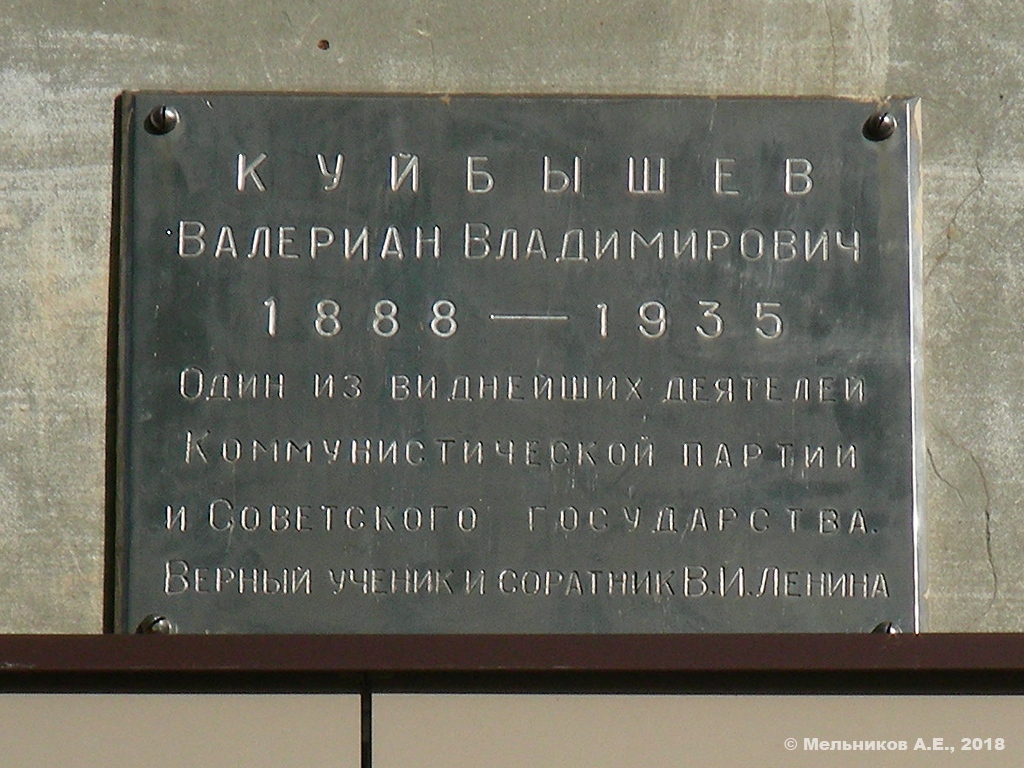 КУЙБЫШЕВ
Валериан Владимирович
1888 — 1935
Один из виднейших деятелей
Коммунистической партии
и Советского государства.
Верный ученик и соратник В.И. Ленина
© Мельников А.Е., 2018